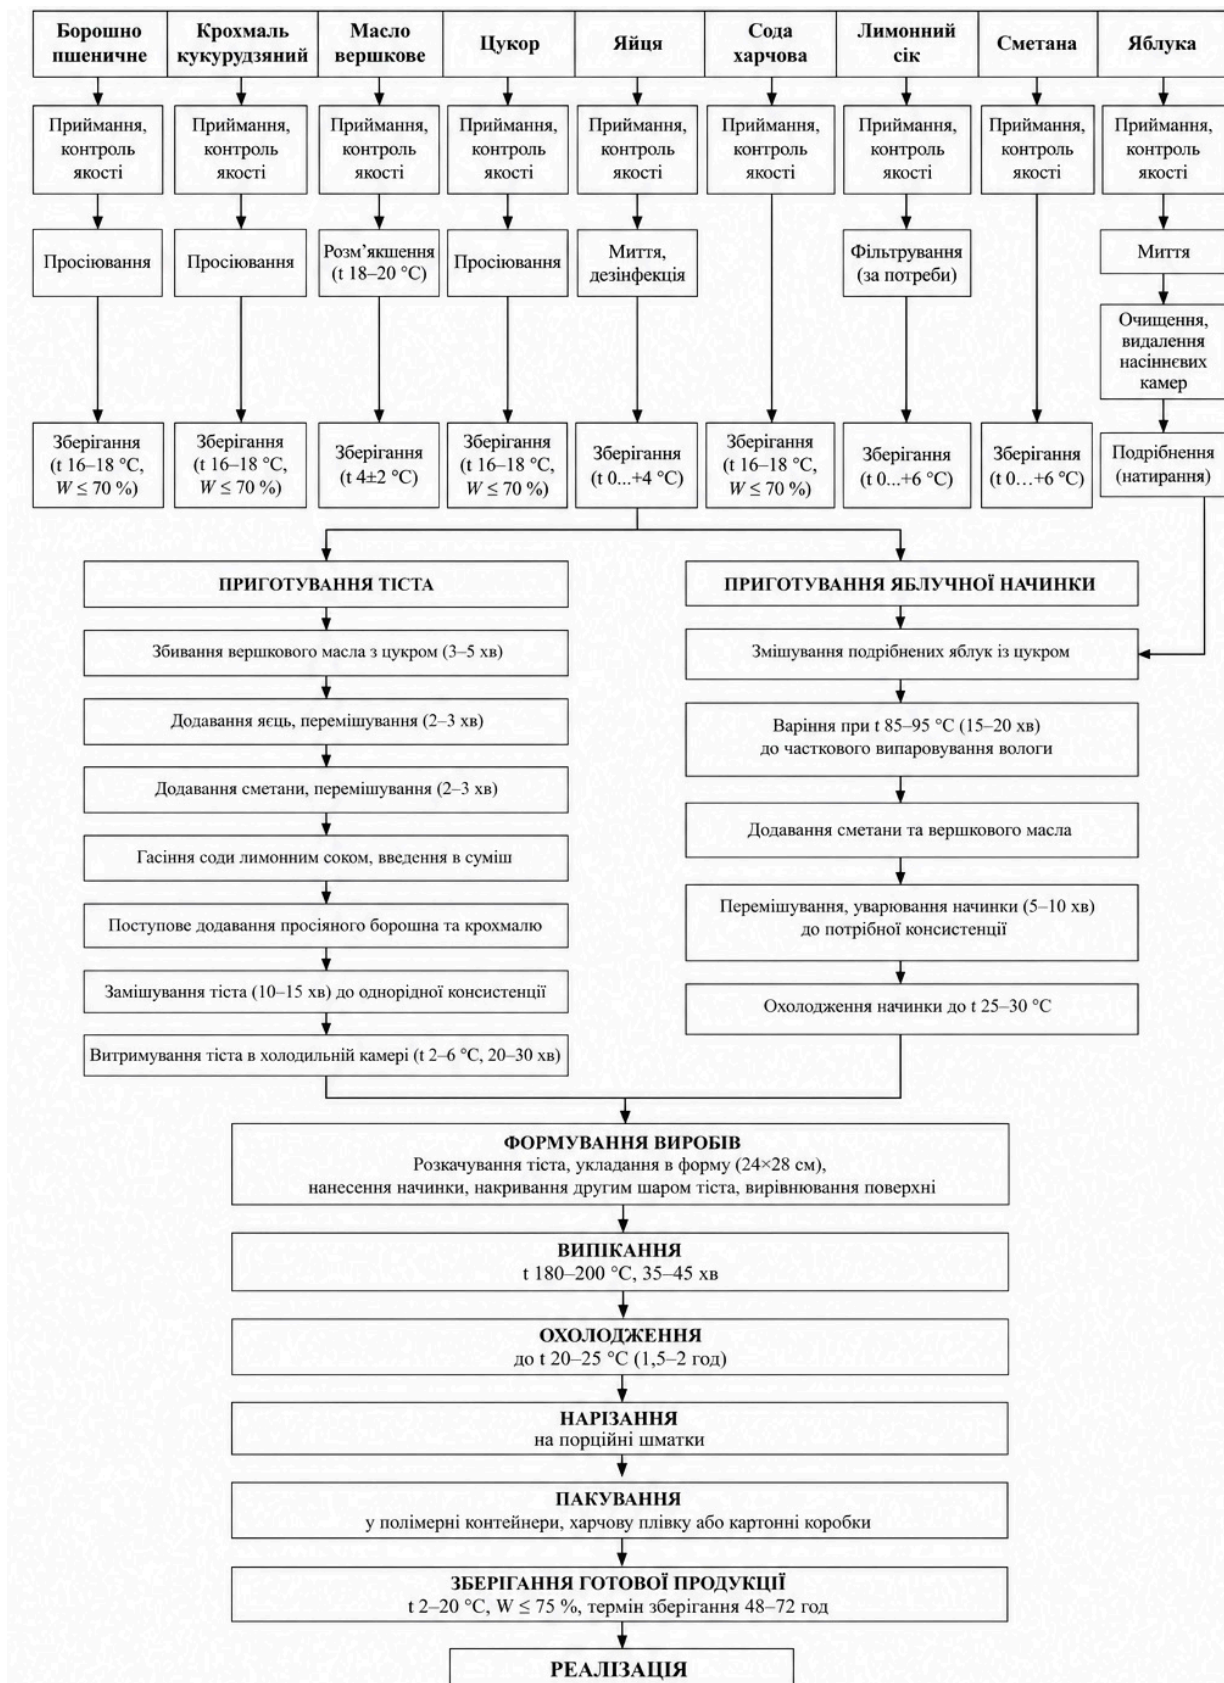 Борошно
пшеничне
Крохмаль
кукурудзяний
Масло
вершкове
Цукор
Яйця
Сода
харчова
Лимонний
сік
Сметана
Яблука
Приймання,
контроль
якості
Приймання,
контроль
якості
Приймання,
контроль
якості
Приймання,
контроль
якості
Приймання,
контроль
якості
Приймання,
контроль
якості
Приймання,
контроль
якості
Приймання,
контроль
якості
Приймання,
контроль
якості
Просіювання
Просіювання
Розм’якшення
(t 18–20 °C)
Просіювання
Миття,
дезінфекція
Фільтрування
(за потреби)
Миття
Очищення,
видалення
насіннєвих
камер
Зберігання
(t 16–18 °C,
W ≤ 70 %)
Зберігання
(t 16–18 °C,
W ≤ 70 %)
Зберігання
(t 4±2 °C)
Зберігання
(t 16–18 °C,
W ≤ 70 %)
Зберігання
(t 0...+4 °C)
Зберігання
(t 16–18 °C,
W ≤ 70 %)
Зберігання
(t 0...+6 °C)
Зберігання
(t 0…+6 °C)
Подрібнення
(натирання)
ПРИГОТУВАННЯ ТІСТА
Збивання вершкового масла з цукром (3–5 хв)
Додавання яєць, перемішування (2–3 хв)
Додавання сметани, перемішування (2–3 хв)
Гасіння соди лимонним соком, введення в суміш
Поступове додавання просіяного борошна та крохмалю
Замішування тіста (10–15 хв) до однорідної консистенції
Витримування тіста в холодильній камері (t 2–6 °C, 20–30 хв)
ПРИГОТУВАННЯ ЯБЛУЧНОЇ НАЧИНКИ
Змішування подрібнених яблук із цукром
Варіння при t 85–95 °C (15–20 хв)
до часткового випаровування вологи
Додавання сметани та вершкового масла
Перемішування, уварювання начинки (5–10 хв)
до потрібної консистенції
Охолодження начинки до t 25–30 °C
ФОРМУВАННЯ ВИРОБІВ
Розкачування тіста, укладання в форму (24×28 см),
нанесення начинки, накривання другим шаром тіста, вирівнювання поверхні
ВИПІКАННЯ
t 180–200 °C, 35–45 хв
ОХОЛОДЖЕННЯ
до t 20–25 °C (1,5–2 год)
НАРІЗАННЯ
на порційні шматки
ПАКУВАННЯ
у полімерні контейнери, харчову плівку або картонні коробки
ЗБЕРІГАННЯ ГОТОВОЇ ПРОДУКЦІЇ
t 2–20 °C, W ≤ 75 %, термін зберігання 48–72 год
РЕАЛІЗАЦІЯ